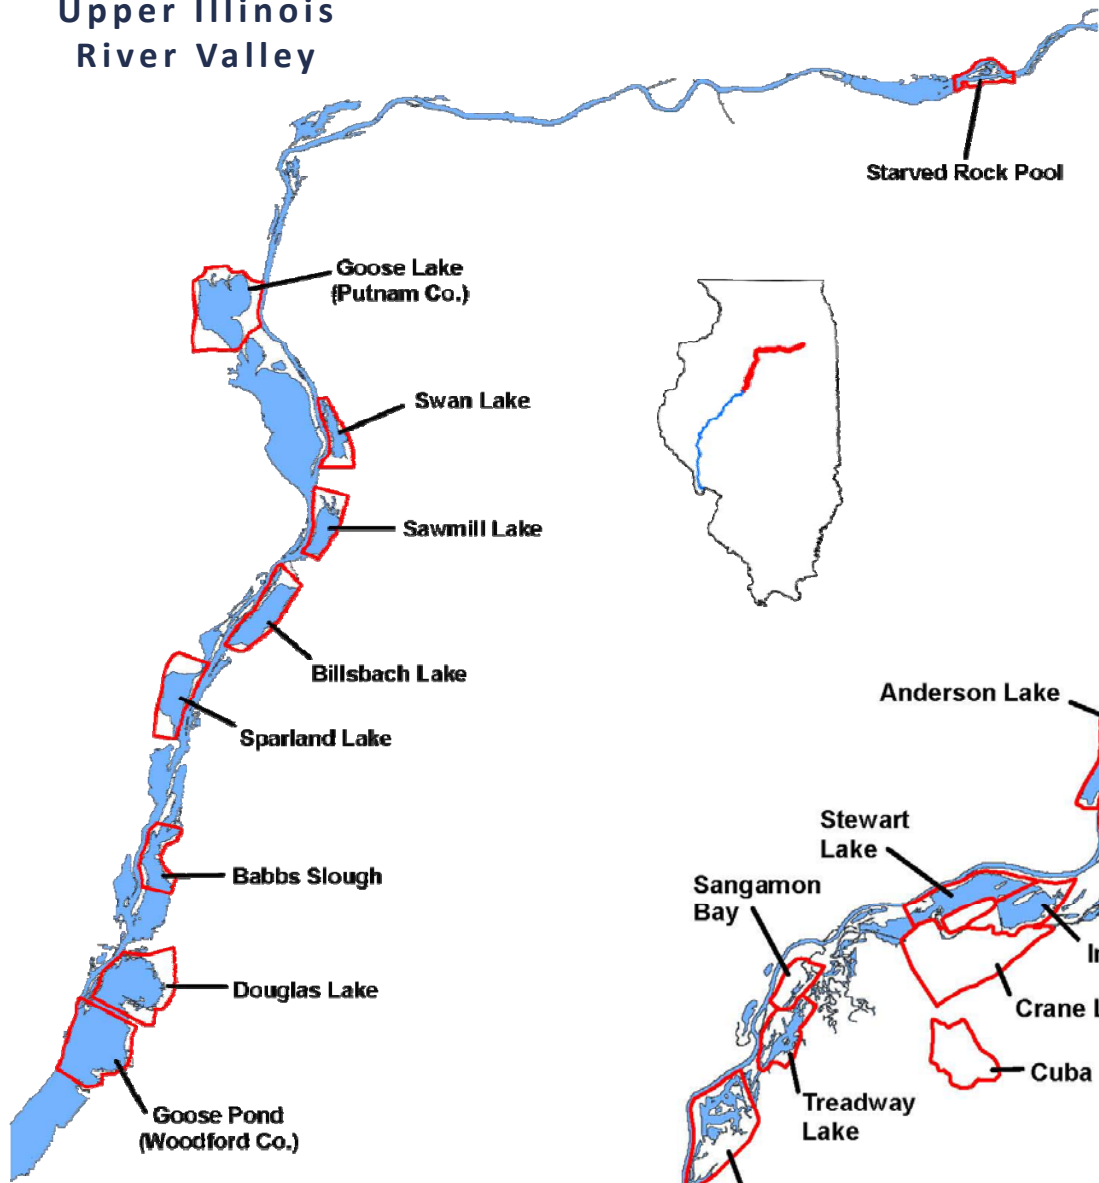 Upper Illinois
River Valley
Starved Rock Pool
Goose Lake
(Putnam Co.)
Swan Lake
Sawmill Lake
Billsbach Lake
Sparland Lake
Babbs Slough
Douglas Lake
Goose Pond
(Woodford Co.)
Anderson Lake
Stewart
Lake
Sangamon
Bay
Crane L
Cuba
Treadway
Lake